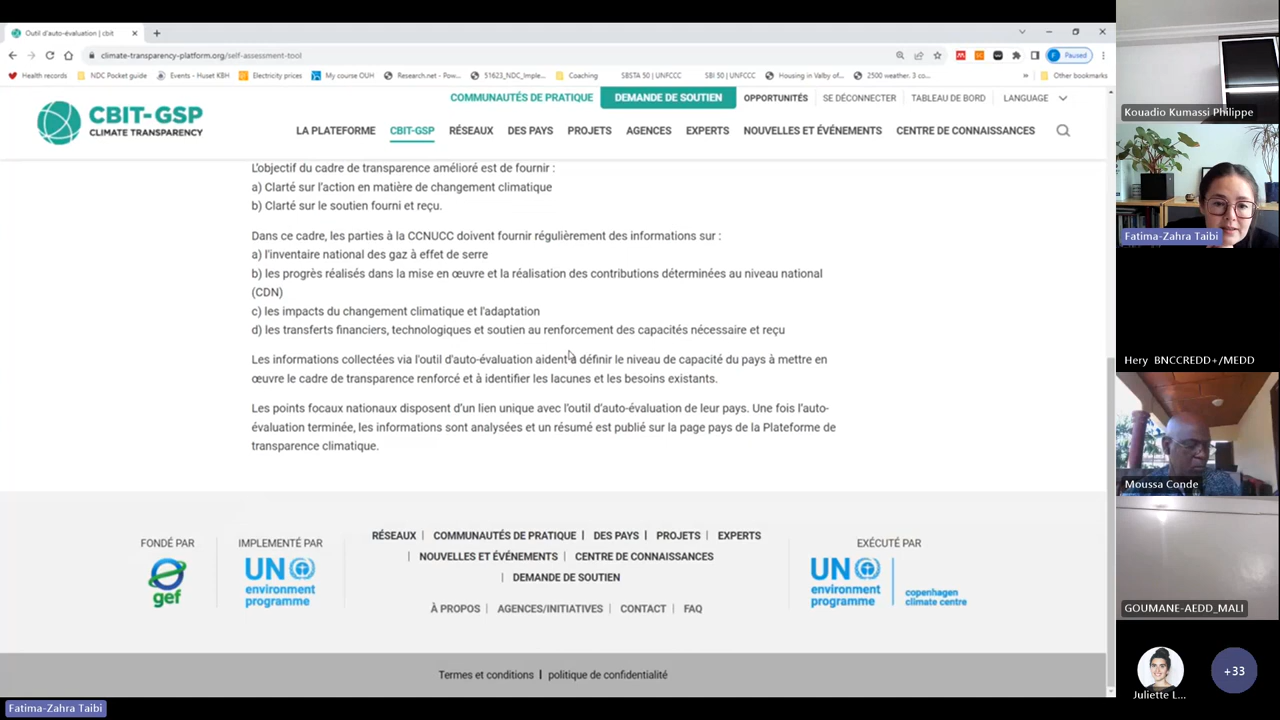 Outil d'auto-évaluation | cbit
climate-transparency-platform.org/self-assessment-tool
Paused
Health records
NDC Pocket guide
Events - Huset KBH
Electricity prices
My course OUH
Research.net - Pow...
51623_NDC_Imple...
Coaching
SBSTA 50 | UNFCCC
SBI 50 | UNFCCC
Housing in Valby of...
2500 weather. 3 co...
»
Other bookmarks
CBIT-GSP
CLIMATE TRANSPARENCY
COMMUNAUTÉS DE PRATIQUE
DEMANDE DE SOUTIEN
OPPORTUNITÉS
SE DÉCONNECTER
TABLEAU DE BORD
LANGUAGE
LA PLATEFORME
CBIT-GSP
RÉSEAUX
DES PAYS
PROJETS
AGENCES
EXPERTS
NOUVELLES ET ÉVÉNEMENTS
CENTRE DE CONNAISSANCES
L'objectif du cadre de transparence amélioré est de fournir :
a) Clarté sur l'action en matière de changement climatique
b) Clarté sur le soutien fourni et reçu.
Dans ce cadre, les parties à la CCNUCC doivent fournir régulièrement des informations sur :
a) l'inventaire national des gaz à effet de serre
b) les progrès réalisés dans la mise en œuvre et la réalisation des contributions déterminées au niveau national
(CDN)
c) les impacts du changement climatique et l'adaptation
d) les transferts financiers, technologiques et soutien au renforcement des capacités nécessaire et reçu
Les informations collectées via l'outil d'auto-évaluation aident à définir le niveau de capacité du pays à mettre en
œuvre le cadre de transparence renforcé et à identifier les lacunes et les besoins existants.
Les points focaux nationaux disposent d'un lien unique avec l'outil d'auto-évaluation de leur pays. Une fois l'auto-
évaluation terminée, les informations sont analysées et un résumé est publié sur la page pays de la Plateforme de
transparence climatique.
FONDÉ PAR
gef
IMPLEMENTÉ PAR
UN
environment
programme
RÉSEAUX | COMMUNAUTÉS DE PRATIQUE | DES PAYS | PROJETS | EXPERTS
| NOUVELLES ET ÉVÉNEMENTS | CENTRE DE CONNAISSANCES
| DEMANDE DE SOUTIEN
À PROPOS | AGENCES/INITIATIVES | CONTACT | FAQ
EXÉCUTÉ PAR
UN
environment
programme
copenhagen
climate centre
Termes et conditions | politique de confidentialité
Fatima-Zahra Taibi
Kouadio Kumassi Philippe
Fatima-Zahra Taibi
Hery BNCCREDD+/MEDD
Moussa Conde
GOUMANE-AEDD_MALI
Juliette L...
+33